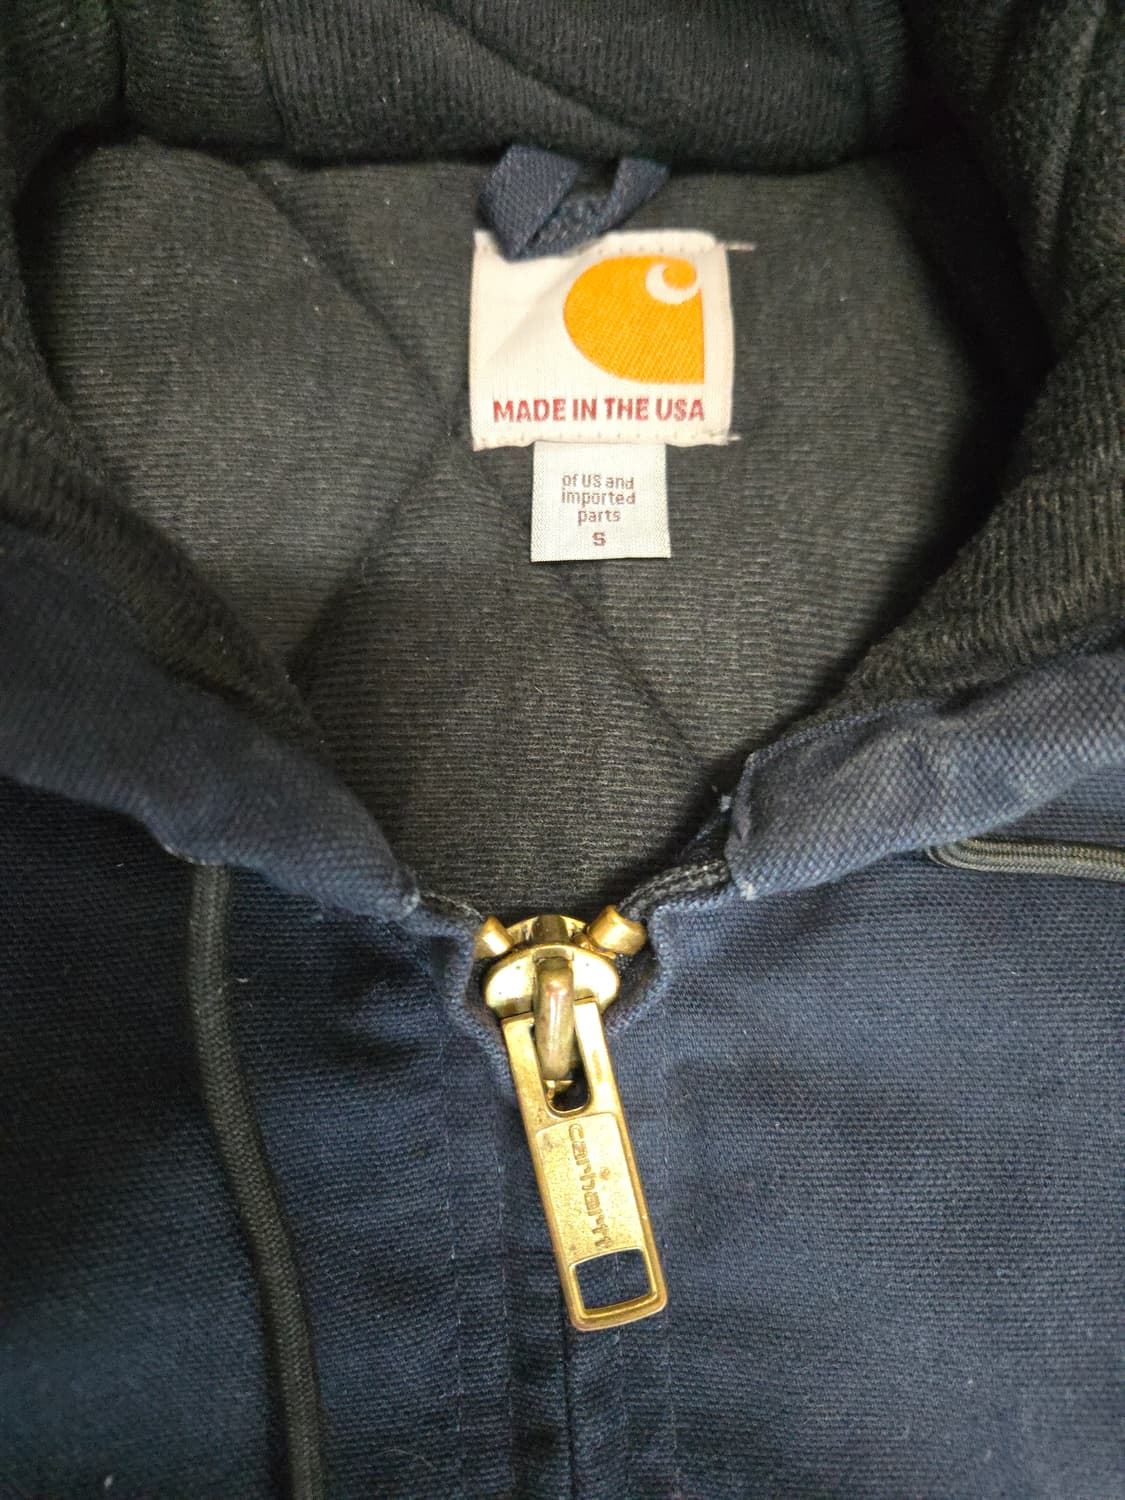 MADE IN THE USA
of US and
imported
parts
S
carhartt